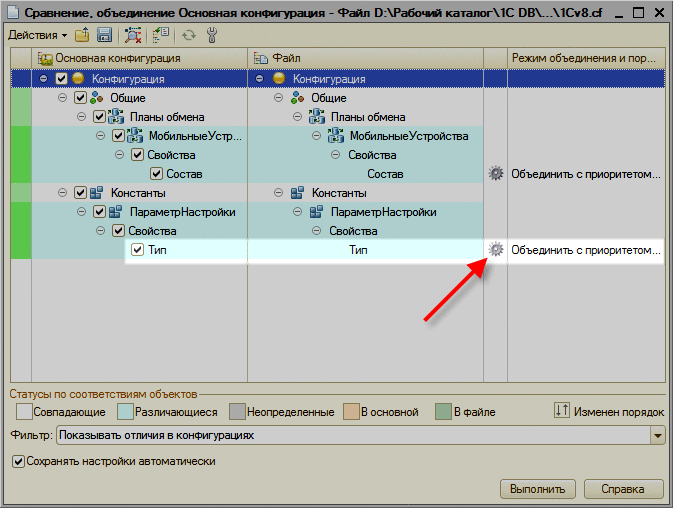 Сравнение, объединение Основная конфигурация - Файл D:\Рабочий каталог\1C DB\...\1Cv8.cf
Действия
Основная конфигурация Файл Режим объединения и пор...
Конфигурация Конфигурация
Общие Общие
Планы обмена Планы обмена
МобильныеУстр... МобильныеУстройства
Свойства Свойства
Состав Состав Объединить с приоритетом...
Константы Константы
ПараметрНастройки ПараметрНастройки
Свойства Свойства
Тип Тип Объединить с приоритетом...
Статусы по соответствиям объектов
Совпадающие Различающиеся Неопределенные В основной В файле Изменен порядок
Фильтр: Показывать отличия в конфигурациях
Сохранять настройки автоматически
Выполнить Справка